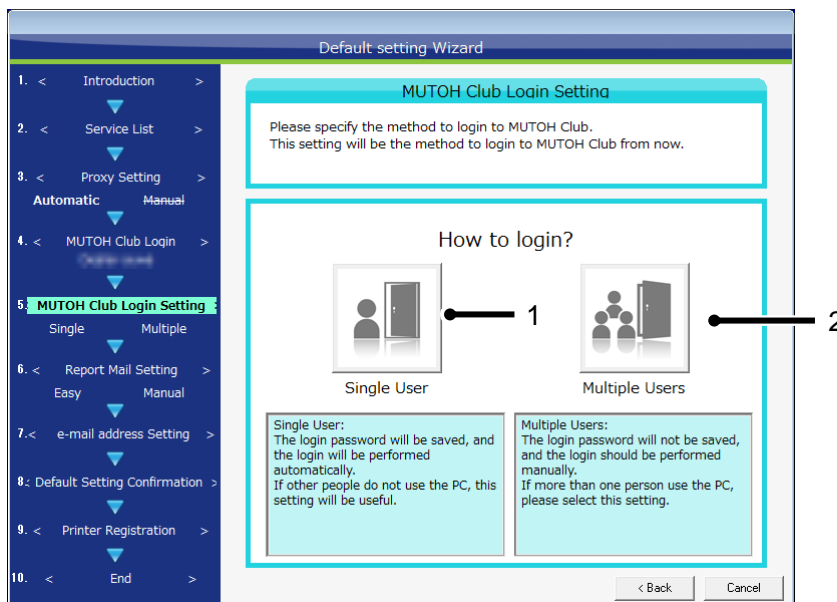 Default setting Wizard
1. < Introduction >
2. < Service List >
3. < Proxy Setting >
Automatic Manual
4. < MUTOH Club Login >
5. MUTOH Club Login Setting >
Single Multiple
6. < Report Mail Setting >
Easy Manual
7.< e-mail address Setting >
8.< Default Setting Confirmation >
9. < Printer Registration >
10. < End >
MUTOH Club Login Setting
Please specify the method to login to MUTOH Club.
This setting will be the method to login to MUTOH Club from now.
How to login?
1
2
Single User
Multiple Users
Single User:
The login password will be saved, and
the login will be performed
automatically.
If other people do not use the PC, this
setting will be useful.
Multiple Users:
The login password will not be saved,
and the login should be performed
manually.
If more than one person use the PC,
please select this setting.
< Back
Cancel